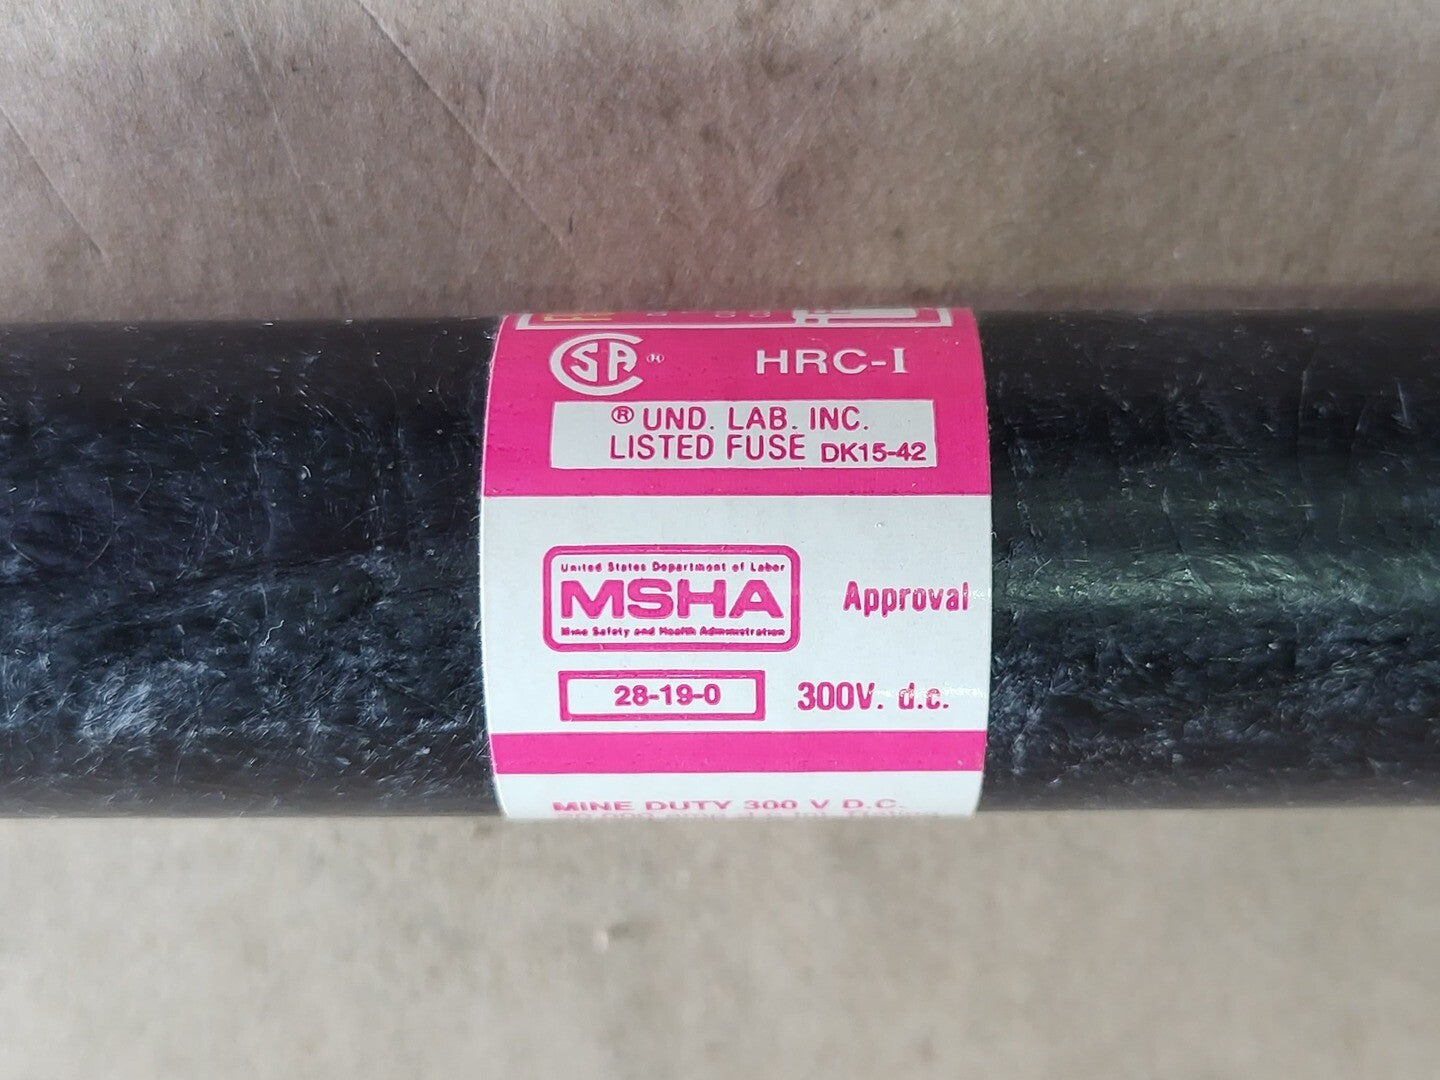 CSA ® HRC-I
® UND. LAB. INC.
LISTED FUSE DK15-42
United States Department of Labor
MSHA
Mine Safety and Health Administration
Approval
28-19-0
300V. d.c.
MINE DUTY 300 V D.C.